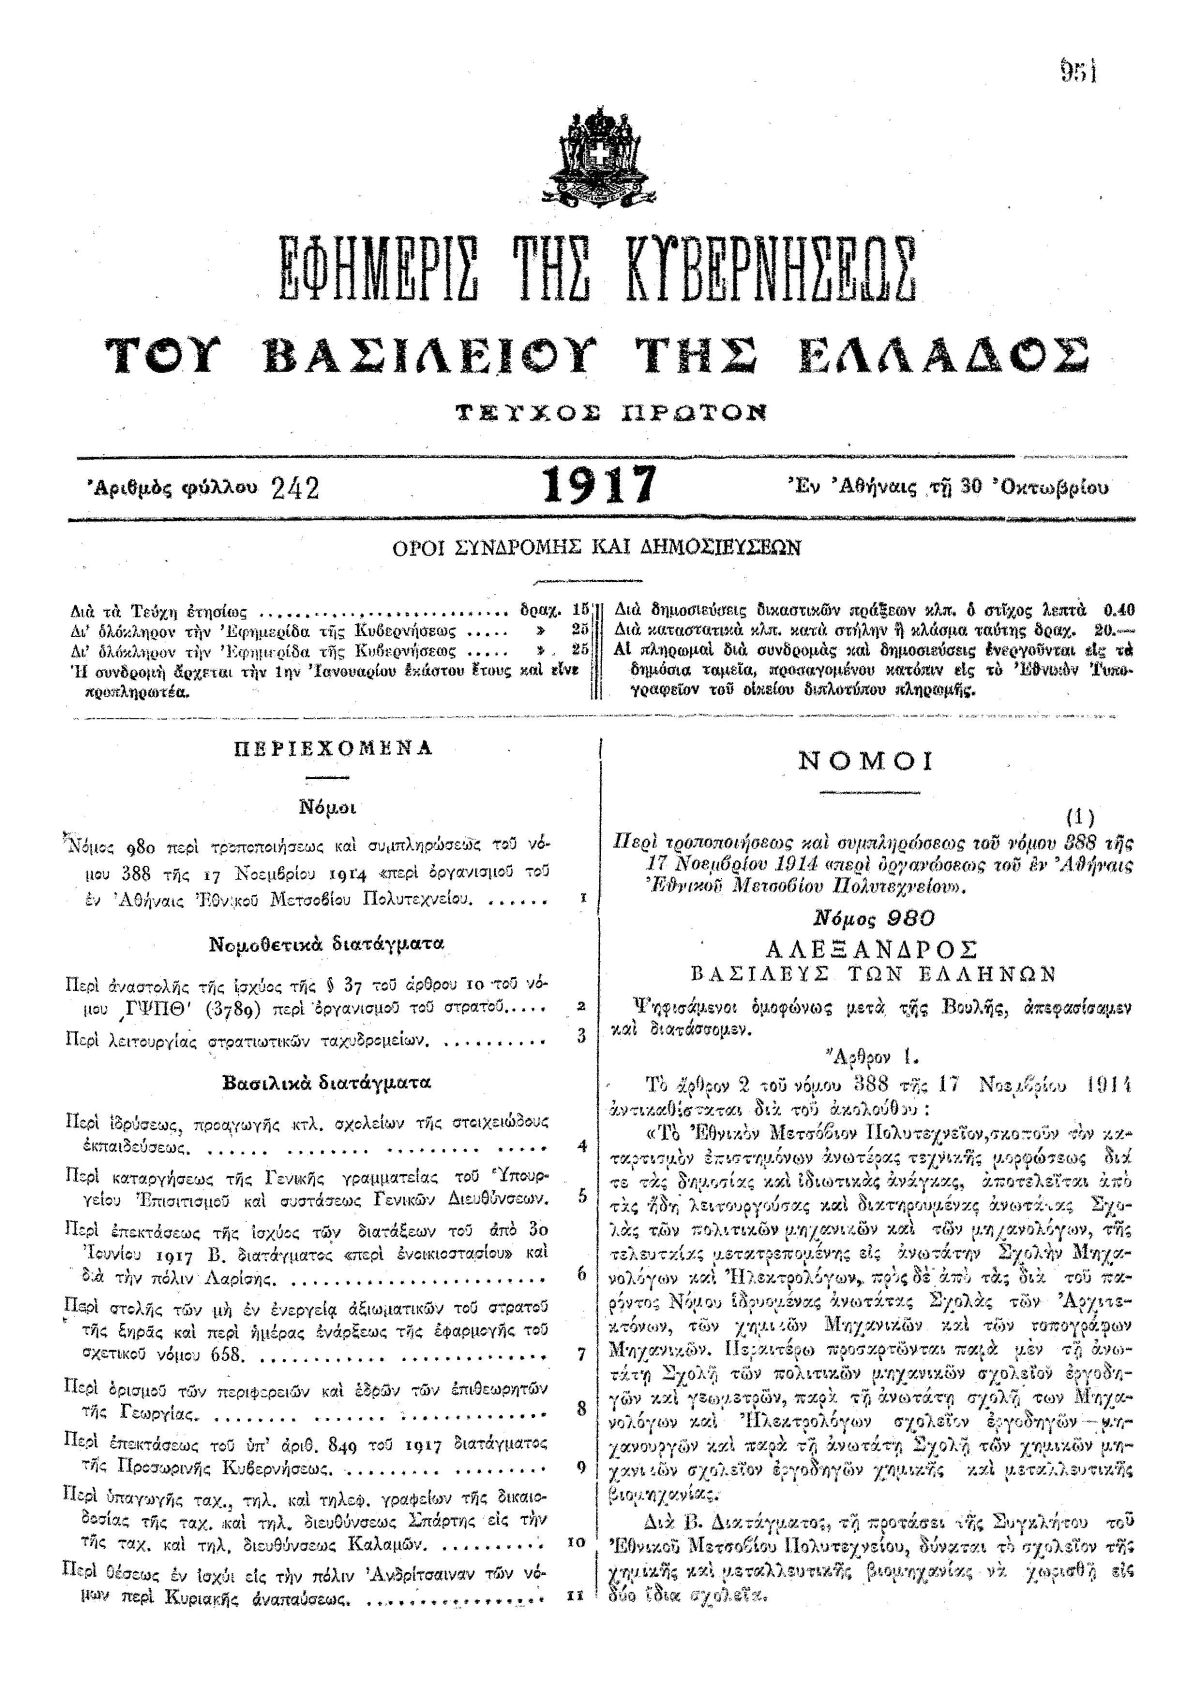 951
ΕΦΗΜΕΡΙΣ ΤΗΣ ΚΥΒΕΡΝΗΣΕΩΣ
ΤΟΥ ΒΑΣΙΛΕΙΟΥ ΤΗΣ ΕΛΛΑΔΟΣ
ΤΕΥΧΟΣ ΠΡΩΤΟΝ
Ἀριθμὸς φύλλου 242
1917
Ἐν Ἀθήναις τῇ 30 Ὀκτωβρίου
ΟΡΟΙ ΣΥΝΔΡΟΜΗΣ ΚΑΙ ΔΗΜΟΣΙΕΥΣΕΩΝ
Διὰ τὰ Τεύχη ἐτησίως .......................... δραχ. 15
Δι' ὁλόκληρον τὴν Ἐφημερίδα τῆς Κυβερνήσεως ..... » 25
Δι' ὁλόκληρον τὴν Ἐφημερίδα τῆς Κυβερνήσεως ..... » 25
Ἡ συνδρομὴ ἄρχεται τὴν 1ην Ἰανουαρίου ἑκάστου ἔτους καὶ εἶνε
προπληρωτέα.
Διὰ δημοσιεύσεις δικαστικῶν πράξεων κλπ. ὁ στῖχος λεπτὰ 0.40
Διὰ καταστατικὰ κλπ. κατὰ στήλην ἢ κλάσμα ταύτης δραχ. 20.—
Αἱ πληρωμαὶ διὰ συνδρομὰς καὶ δημοσιεύσεις ἐνεργοῦνται εἰς τὰ
δημόσια ταμεῖα, προσαγομένου κατόπιν εἰς τὸ Ἐθνικὸν Τυπο-
γραφεῖον τοῦ οἰκείου διπλοτύπου πληρωμῆς.
ΠΕΡΙΕΧΟΜΕΝΑ
Νόμοι
Νόμος 980 περὶ τροποποιήσεως καὶ συμπληρώσεως τοῦ νό-
μου 388 τῆς 17 Νοεμβρίου 1914 «περὶ ὀργανισμοῦ τοῦ
ἐν Ἀθήναις Ἐθνικοῦ Μετσοβίου Πολυτεχνείου. ...... 1
Νομοθετικὰ διατάγματα
Περὶ ἀναστολῆς τῆς ἰσχύος τῆς § 37 τοῦ ἄρθρου 10 τοῦ νό-
μου ͵ΓΨΠΘ' (3789) περὶ ὀργανισμοῦ τοῦ στρατοῦ..... 2
Περὶ λειτουργίας στρατιωτικῶν ταχυδρομείων. .......... 3
Βασιλικὰ διατάγματα
Περὶ ἱδρύσεως, προαγωγῆς κτλ. σχολείων τῆς στοιχειώδους
ἐκπαιδεύσεως. ....... ........ .......... ..... 4
Περὶ καταργήσεως τῆς Γενικῆς γραμματείας τοῦ Ὑπουρ-
γείου Ἐπισιτισμοῦ καὶ συστάσεως Γενικῶν Διευθύνσεων. 5
Περὶ ἐπεκτάσεως τῆς ἰσχύος τῶν διατάξεων τοῦ ἀπὸ 30
Ἰουνίου 1917 Β. διατάγματος «περὶ ἐνοικιοστασίου» καὶ
διὰ τὴν πόλιν Λαρίσης. ........................ 6
Περὶ στολῆς τῶν μὴ ἐν ἐνεργείᾳ ἀξιωματικῶν τοῦ στρατοῦ
τῆς ξηρᾶς καὶ περὶ ἡμέρας ἐνάρξεως τῆς ἐφαρμογῆς τοῦ
σχετικοῦ νόμου 658. ........................... 7
Περὶ ὁρισμοῦ τῶν περιφερειῶν καὶ ἑδρῶν τῶν ἐπιθεωρητῶν
τῆς Γεωργίας. ................................ 8
Περὶ ἐπεκτάσεως τοῦ ὑπ' ἀριθ. 849 τοῦ 1917 διατάγματος
τῆς Προσωρινῆς Κυβερνήσεως. .................... 9
Περὶ ὑπαγωγῆς ταχ., τηλ. καὶ τηλεφ. γραφείων τῆς δικαιο-
δοσίας τῆς ταχ. καὶ τηλ. διευθύνσεως Σπάρτης εἰς τὴν
τῆς ταχ. καὶ τηλ. διευθύνσεως Καλαμῶν. .......... 10
Περὶ θέσεως ἐν ἰσχύι εἰς τὴν πόλιν Ἀνδρίτσαιναν τῶν νό-
μων περὶ Κυριακῆς ἀναπαύσεως. .................. 11
ΝΟΜΟΙ
(1)
Περὶ τροποποιήσεως καὶ συμπληρώσεως τοῦ νόμου 388 τῆς
17 Νοεμβρίου 1914 «περὶ ὀργανώσεως τοῦ ἐν Ἀθήναις
Ἐθνικοῦ Μετσοβίου Πολυτεχνείου».
Νόμος 980
ΑΛΕΞΑΝΔΡΟΣ
ΒΑΣΙΛΕΥΣ ΤΩΝ ΕΛΛΗΝΩΝ
Ψηφισάμενοι ὁμοφώνως μετὰ τῆς Βουλῆς, ἀπεφασίσαμεν
καὶ διατάσσομεν.
Ἄρθρον 1.
Τὸ ἄρθρον 2 τοῦ νόμου 388 τῆς 17 Νοεμβρίου 1914
ἀντικαθίσταται διὰ τοῦ ἀκολούθου :
«Τὸ Ἐθνικὸν Μετσόβιον Πολυτεχνεῖον, σκοποῦν τὸν κα-
ταρτισμὸν ἐπιστημόνων ἀνωτέρας τεχνικῆς μορφώσεως διά
τε τὰς δημοσίας καὶ ἰδιωτικὰς ἀνάγκας, ἀποτελεῖται ἀπὸ
τὰς ἤδη λειτουργούσας καὶ διατηρουμένας ἀνωτάτας Σχο-
λὰς τῶν πολιτικῶν μηχανικῶν καὶ τῶν μηχανολόγων, τῆς
τελευταίας μετατρεπομένης εἰς ἀνωτάτην Σχολὴν Μηχα-
νολόγων καὶ Ἠλεκτρολόγων, πρὸς δὲ ἀπὸ τὰς διὰ τοῦ πα-
ρόντος Νόμου ἱδρυομένας ἀνωτάτας Σχολὰς τῶν Ἀρχιτε-
κτόνων, τῶν χημικῶν Μηχανικῶν καὶ τῶν τοπογράφων
Μηχανικῶν. Περαιτέρω προσαρτῶνται παρὰ μὲν τῇ ἀνω-
τάτῃ Σχολῇ τῶν πολιτικῶν μηχανικῶν σχολεῖον ἐργοδη-
γῶν καὶ γεωμετρῶν, παρὰ τῇ ἀνωτάτῃ σχολῇ των Μηχα-
νολόγων καὶ Ἠλεκτρολόγων σχολεῖον ἐργοδηγῶν — μη-
χανουργῶν καὶ παρὰ τῇ ἀνωτάτῃ Σχολῇ τῶν χημικῶν μη-
χανικῶν σχολεῖον ἐργοδηγῶν χημικῆς καὶ μεταλλευτικῆς
βιομηχανίας.
Διὰ Β. Διατάγματος, τῇ προτάσει τῆς Συγκλήτου τοῦ
Ἐθνικοῦ Μετσοβίου Πολυτεχνείου, δύναται τὸ σχολεῖον τῆς
χημικῆς καὶ μεταλλευτικῆς βιομηχανίας νὰ χωρισθῇ εἰς
δύο ἴδια σχολεῖα.